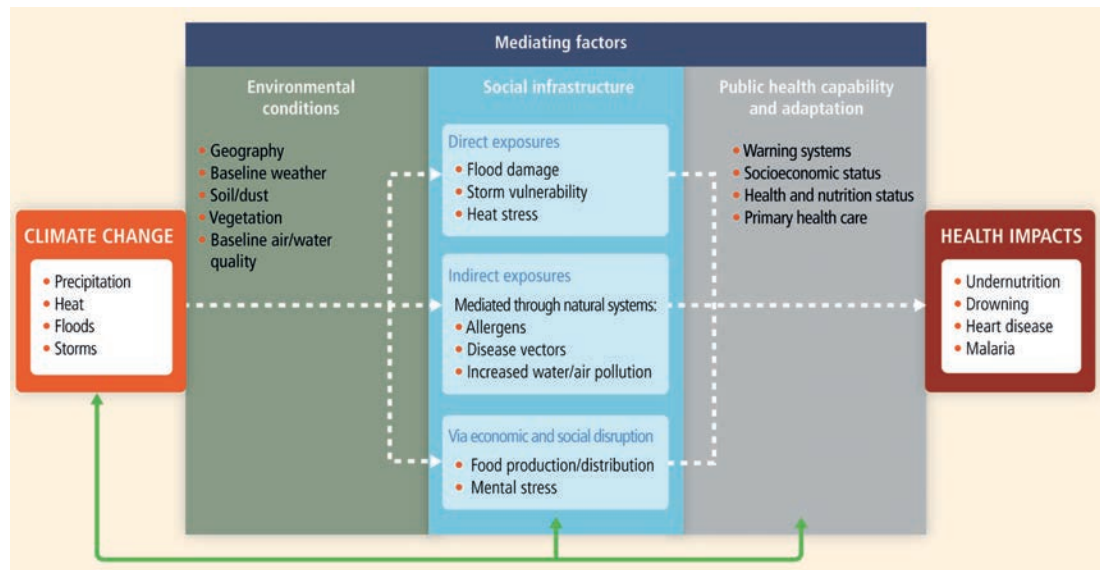 Mediating factors
Environmental
conditions
• Geography
• Baseline weather
• Soil/dust
• Vegetation
• Baseline air/water
quality
Social infrastructure
Direct exposures
• Flood damage
• Storm vulnerability
• Heat stress
Indirect exposures
Mediated through natural systems:
• Allergens
• Disease vectors
• Increased water/air pollution
Via economic and social disruption
• Food production/distribution
• Mental stress
Public health capability
and adaptation
• Warning systems
• Socioeconomic status
• Health and nutrition status
• Primary health care
CLIMATE CHANGE
• Precipitation
• Heat
• Floods
• Storms
HEALTH IMPACTS
• Undernutrition
• Drowning
• Heart disease
• Malaria